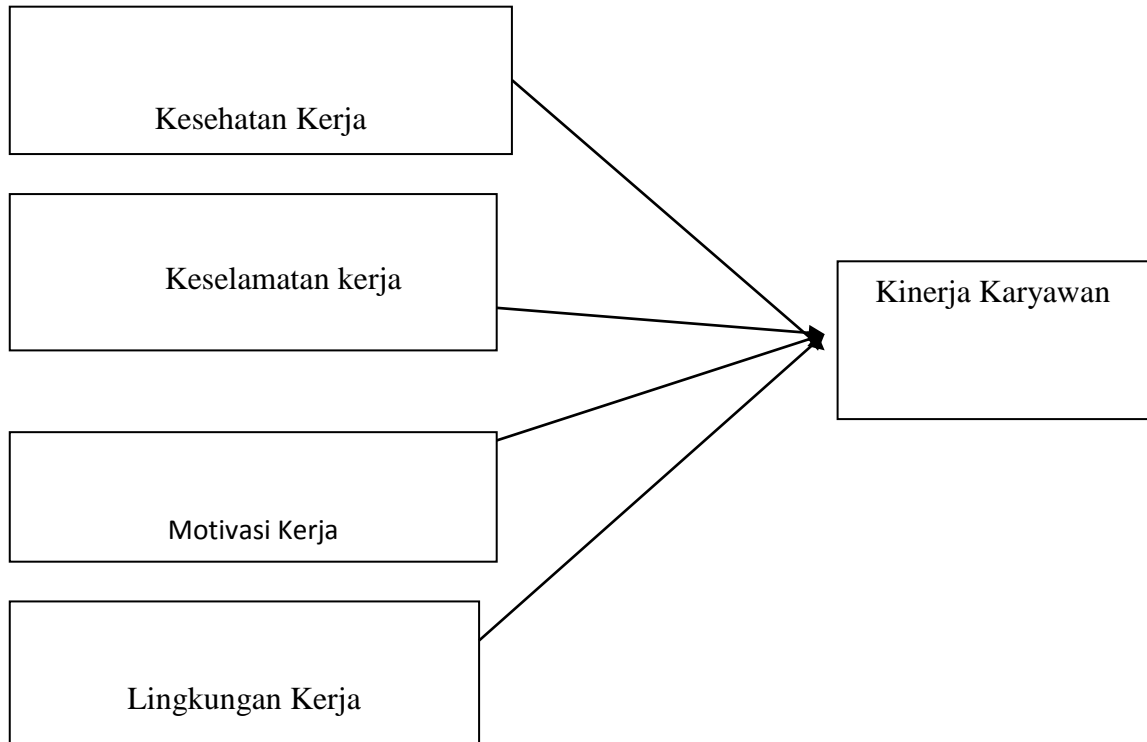 Kesehatan Kerja
Keselamatan kerja
Kinerja Karyawan
Motivasi Kerja
Lingkungan Kerja